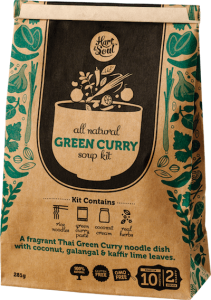 Hart & Soul
all natural
GREEN CURRY
soup kit
Kit Contains
rice noodles
green curry paste
coconut cream
real herbs
A fragrant Thai Green Curry noodle dish
with coconut, galangal & kaffir lime leaves.
285g
GMO FREE
10
2